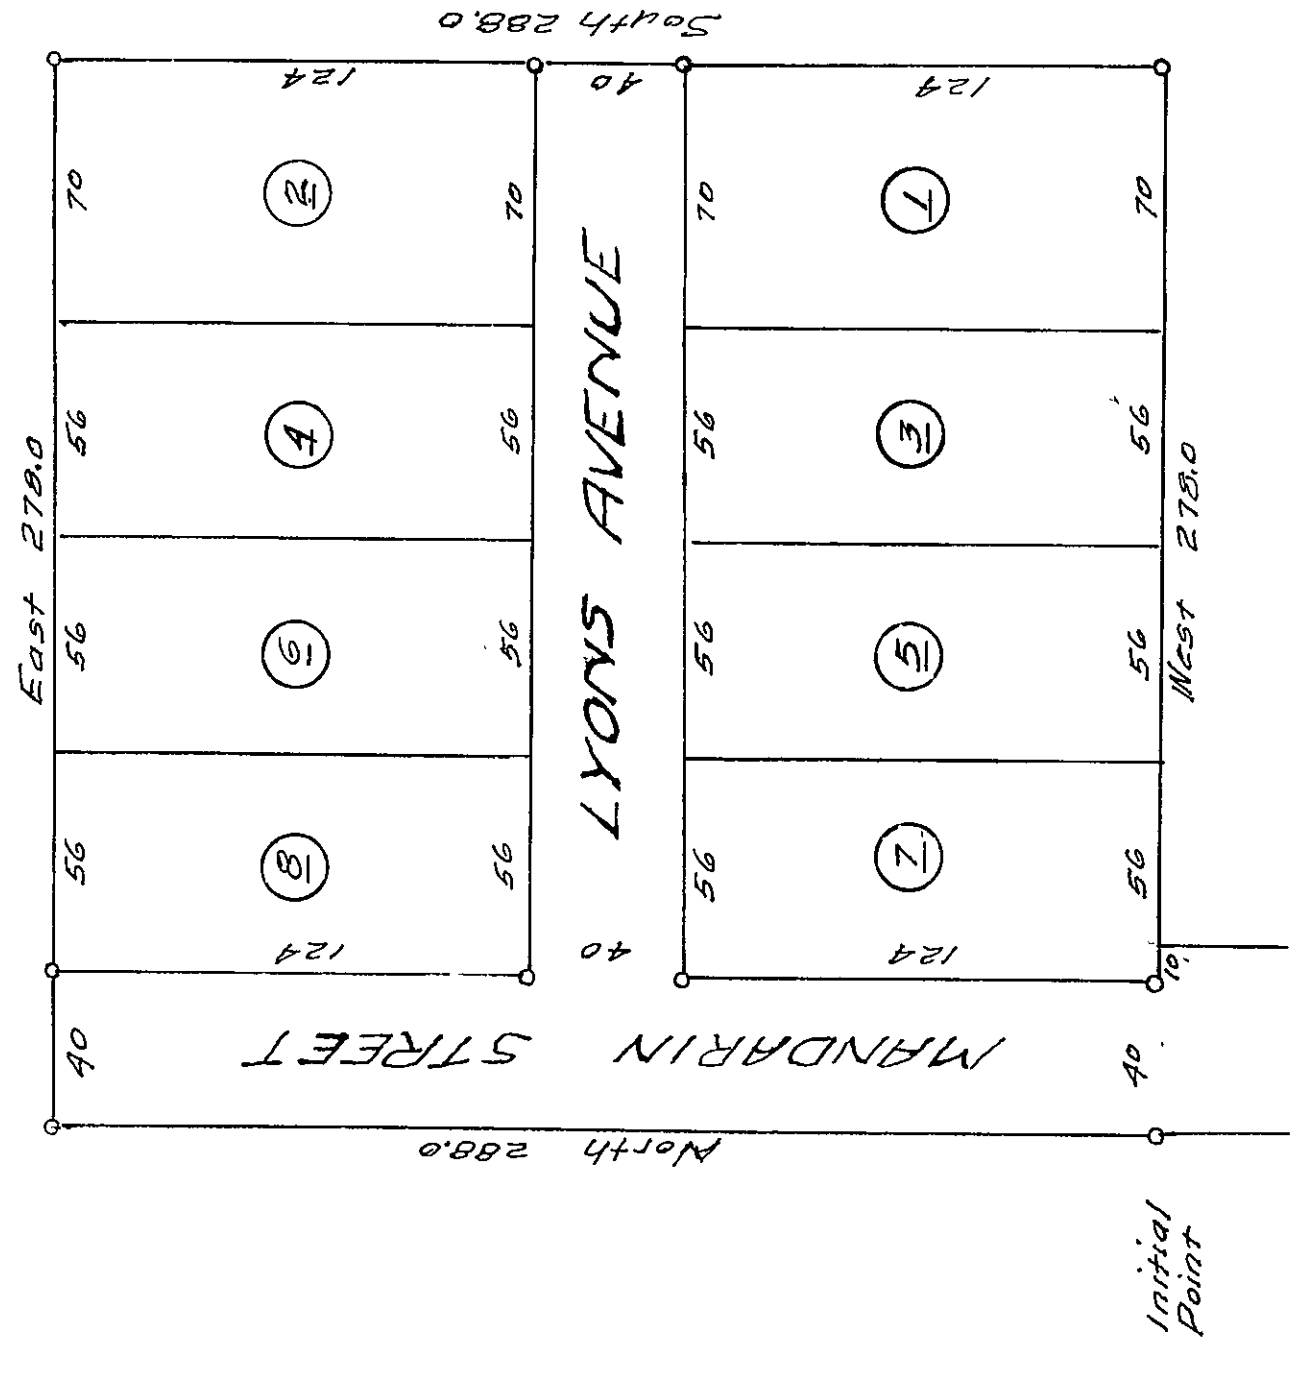 East 278.0
40 56 56 56 70
124 8 6 4 2 124
56 56 56 70
North 288.0
MANDARIN STREET
40 LYONS AVENUE 40
South 288.0
56 56 56 70
124 7 5 3 1 124
40 56 56 56 70
10
West 278.0
Initial
Point